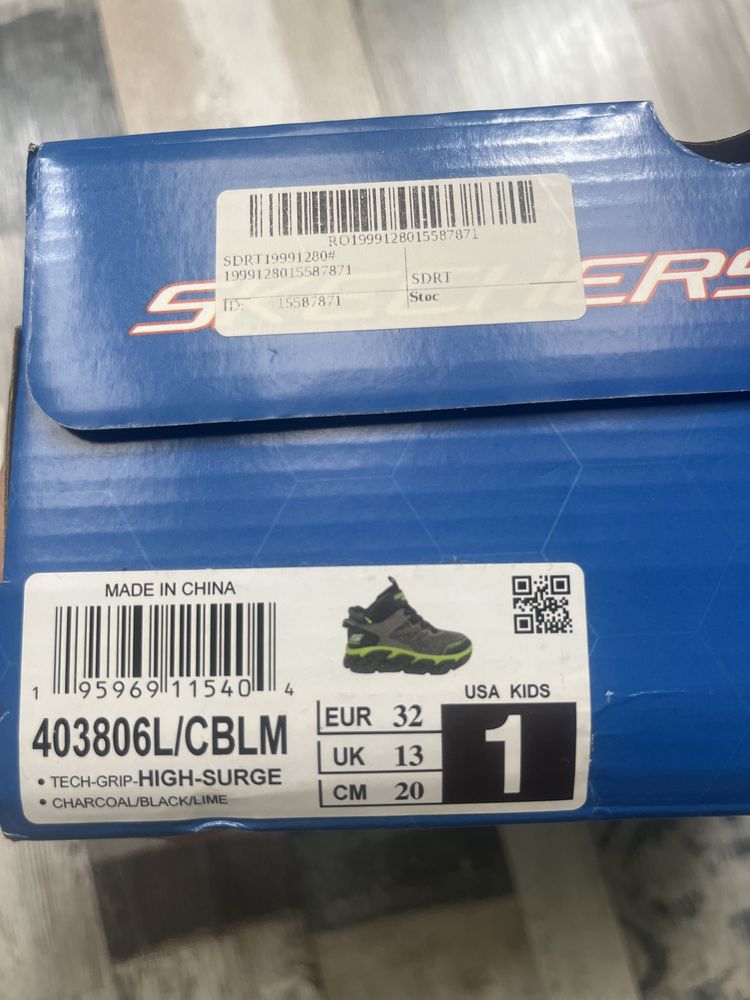 RO1999128015587871
SDRT19991280#
1999128015587871
SDRT
ID: 15587871
Stoc
SKECHERS
MADE IN CHINA
1 95969 11540 4
403806L/CBLM
• TECH-GRIP-HIGH-SURGE
• CHARCOAL/BLACK/LIME
EUR 32
UK 13
CM 20
USA KIDS
1